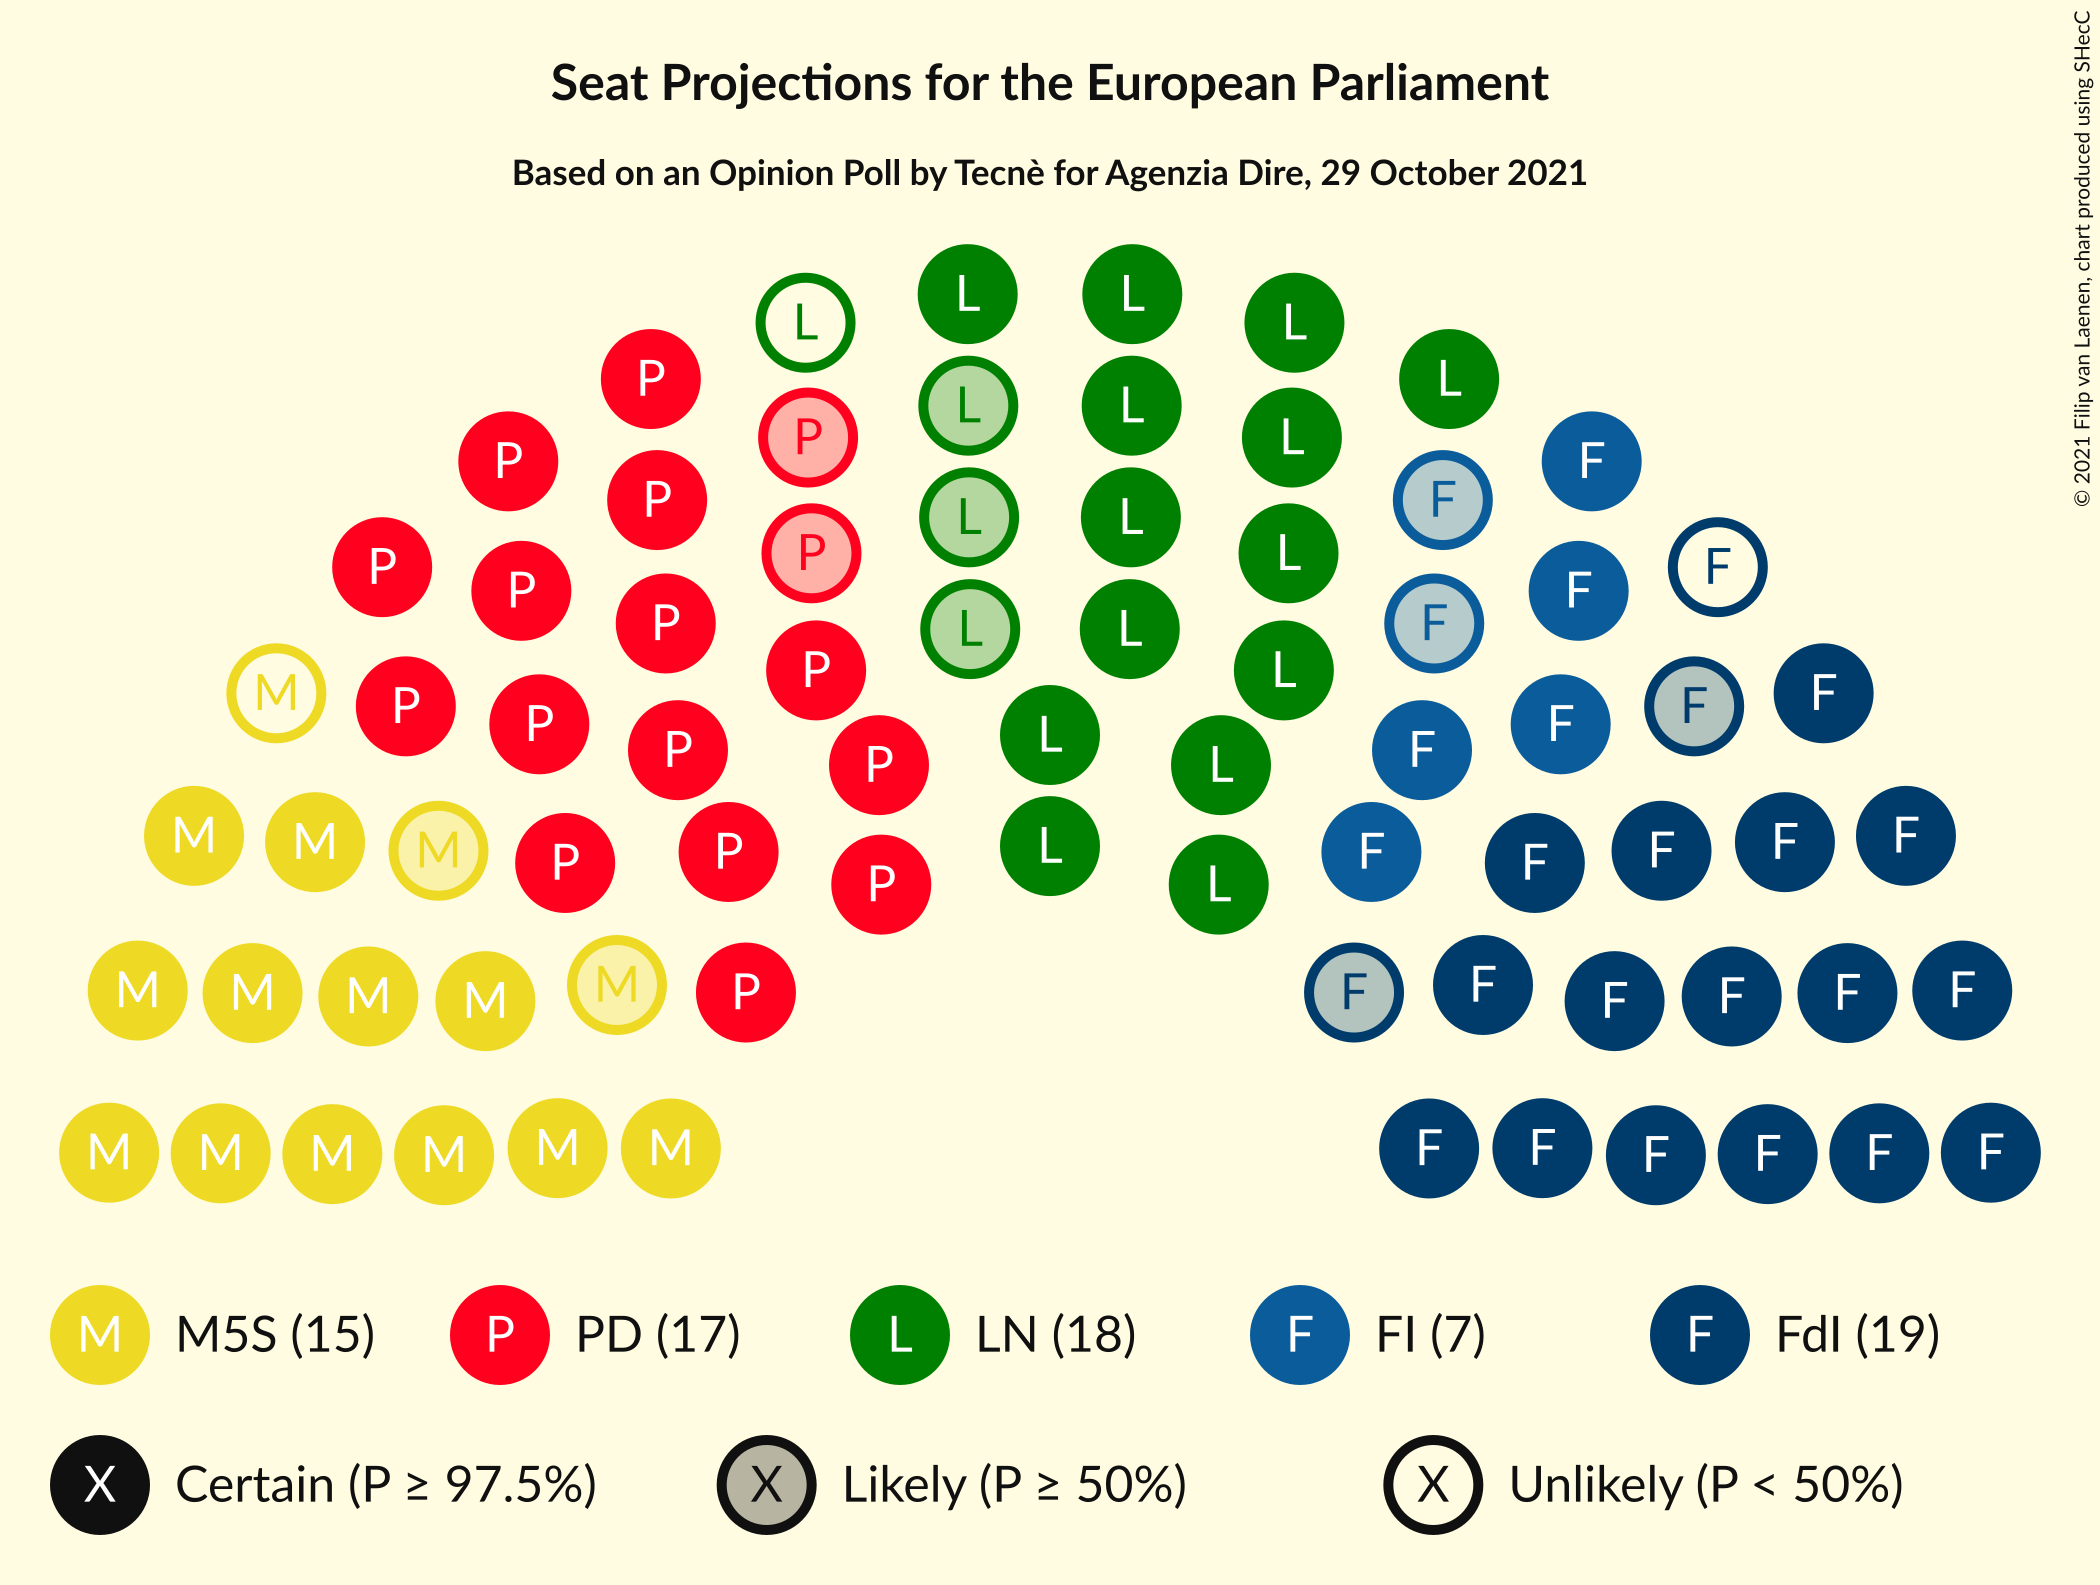 Seat Projections for the European Parliament
Based on an Opinion Poll by Tecnè for Agenzia Dire, 29 October 2021
© 2021 Filip van Laenen, chart produced using SHecC
L L L L
P L
P L L L F
P P L F
P L L L F F
P P P L F F
P P L L F F
M P P F F
P P L L F F
M M M P P L F F F F F
P L
M M M M M P F F F F F F
M M M M M M F F F F F F
M M5S (15) P PD (17) L LN (18) F FI (7) F FdI (19)
X Certain (P ≥ 97.5%) X Likely (P ≥ 50%) X Unlikely (P < 50%)